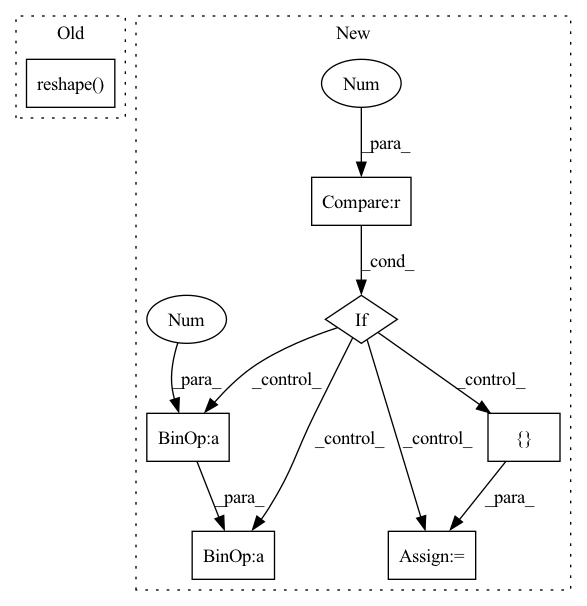 Old
New
reshape()
Num
_para_
Compare:r
_cond_
Num
If
_para_
_control_
_control_
BinOp:a
{}
_control_
_control_
_para_
_para_
BinOp:a
Assign:=